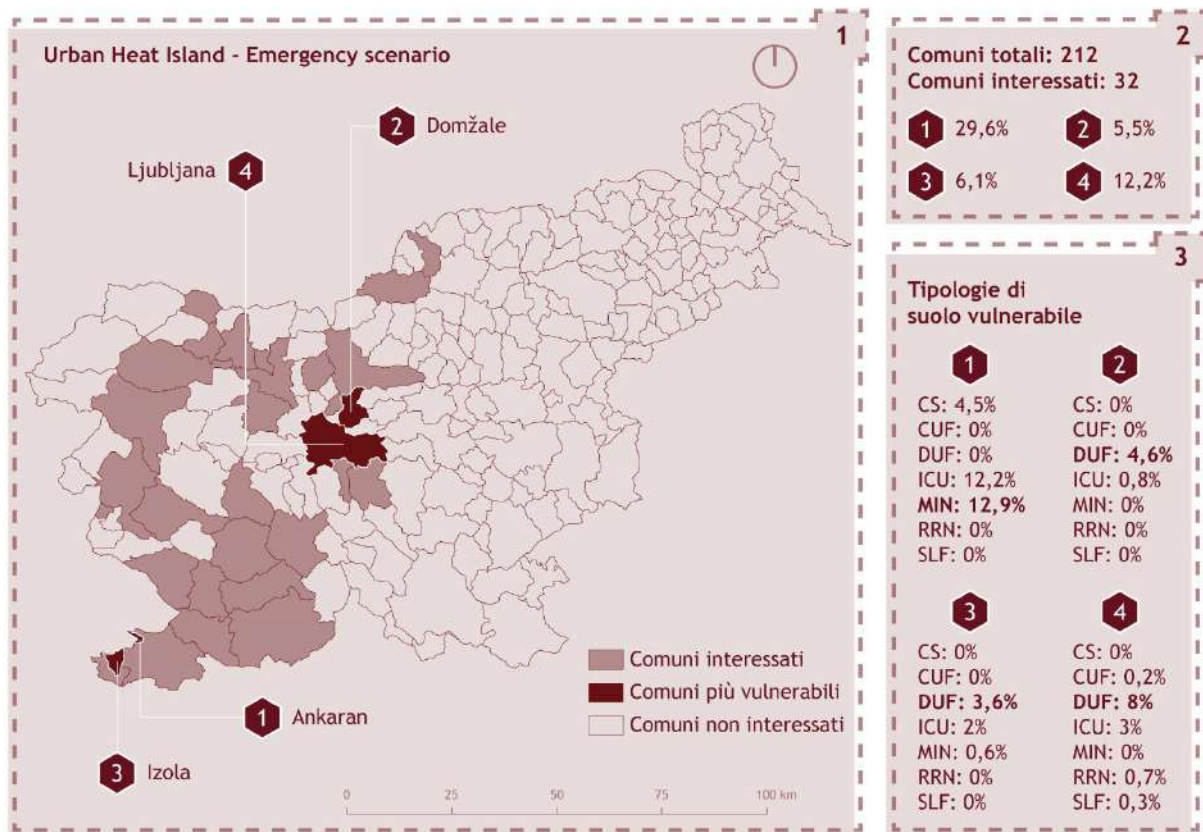 1
Urban Heat Island - Emergency scenario
2 Domžale
Ljubljana 4
1 Ankaran
3 Izola
Comuni interessati
Comuni più vulnerabili
Comuni non interessati
0 25 50 75 100 km
2
Comuni totali: 212
Comuni interessati: 32
1 29,6% 2 5,5%
3 6,1% 4 12,2%
3
Tipologie di
suolo vulnerabile
1 2
CS: 4,5% CS: 0%
CUF: 0% CUF: 0%
DUF: 0% DUF: 4,6%
ICU: 12,2% ICU: 0,8%
MIN: 12,9% MIN: 0%
RRN: 0% RRN: 0%
SLF: 0% SLF: 0%
3 4
CS: 0% CS: 0%
CUF: 0% CUF: 0,2%
DUF: 3,6% DUF: 8%
ICU: 2% ICU: 3%
MIN: 0,6% MIN: 0%
RRN: 0% RRN: 0,7%
SLF: 0% SLF: 0,3%